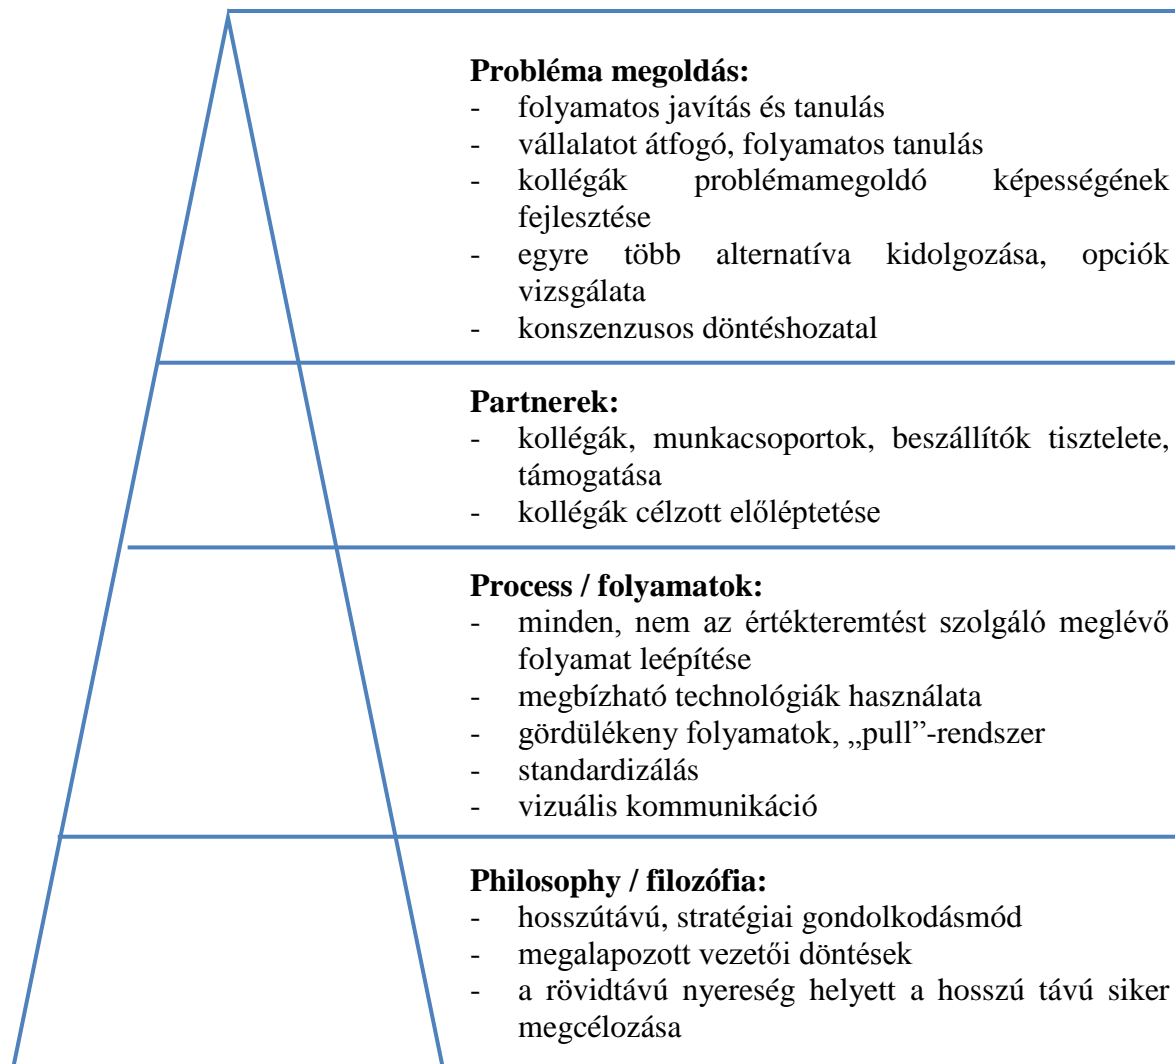 Probléma megoldás:
- folyamatos javítás és tanulás
- vállalatot átfogó, folyamatos tanulás
- kollégák problémamegoldó képességének
fejlesztése
- egyre több alternatíva kidolgozása, opciók
vizsgálata
- konszenzusos döntéshozatal
Partnerek:
- kollégák, munkacsoportok, beszállítók tisztelete,
támogatása
- kollégák célzott előléptetése
Process / folyamatok:
- minden, nem az értékteremtést szolgáló meglévő
folyamat leépítése
- megbízható technológiák használata
- gördülékeny folyamatok, „pull”-rendszer
- standardizálás
- vizuális kommunikáció
Philosophy / filozófia:
- hosszútávú, stratégiai gondolkodásmód
- megalapozott vezetői döntések
- a rövidtávú nyereség helyett a hosszú távú siker
megcélozása